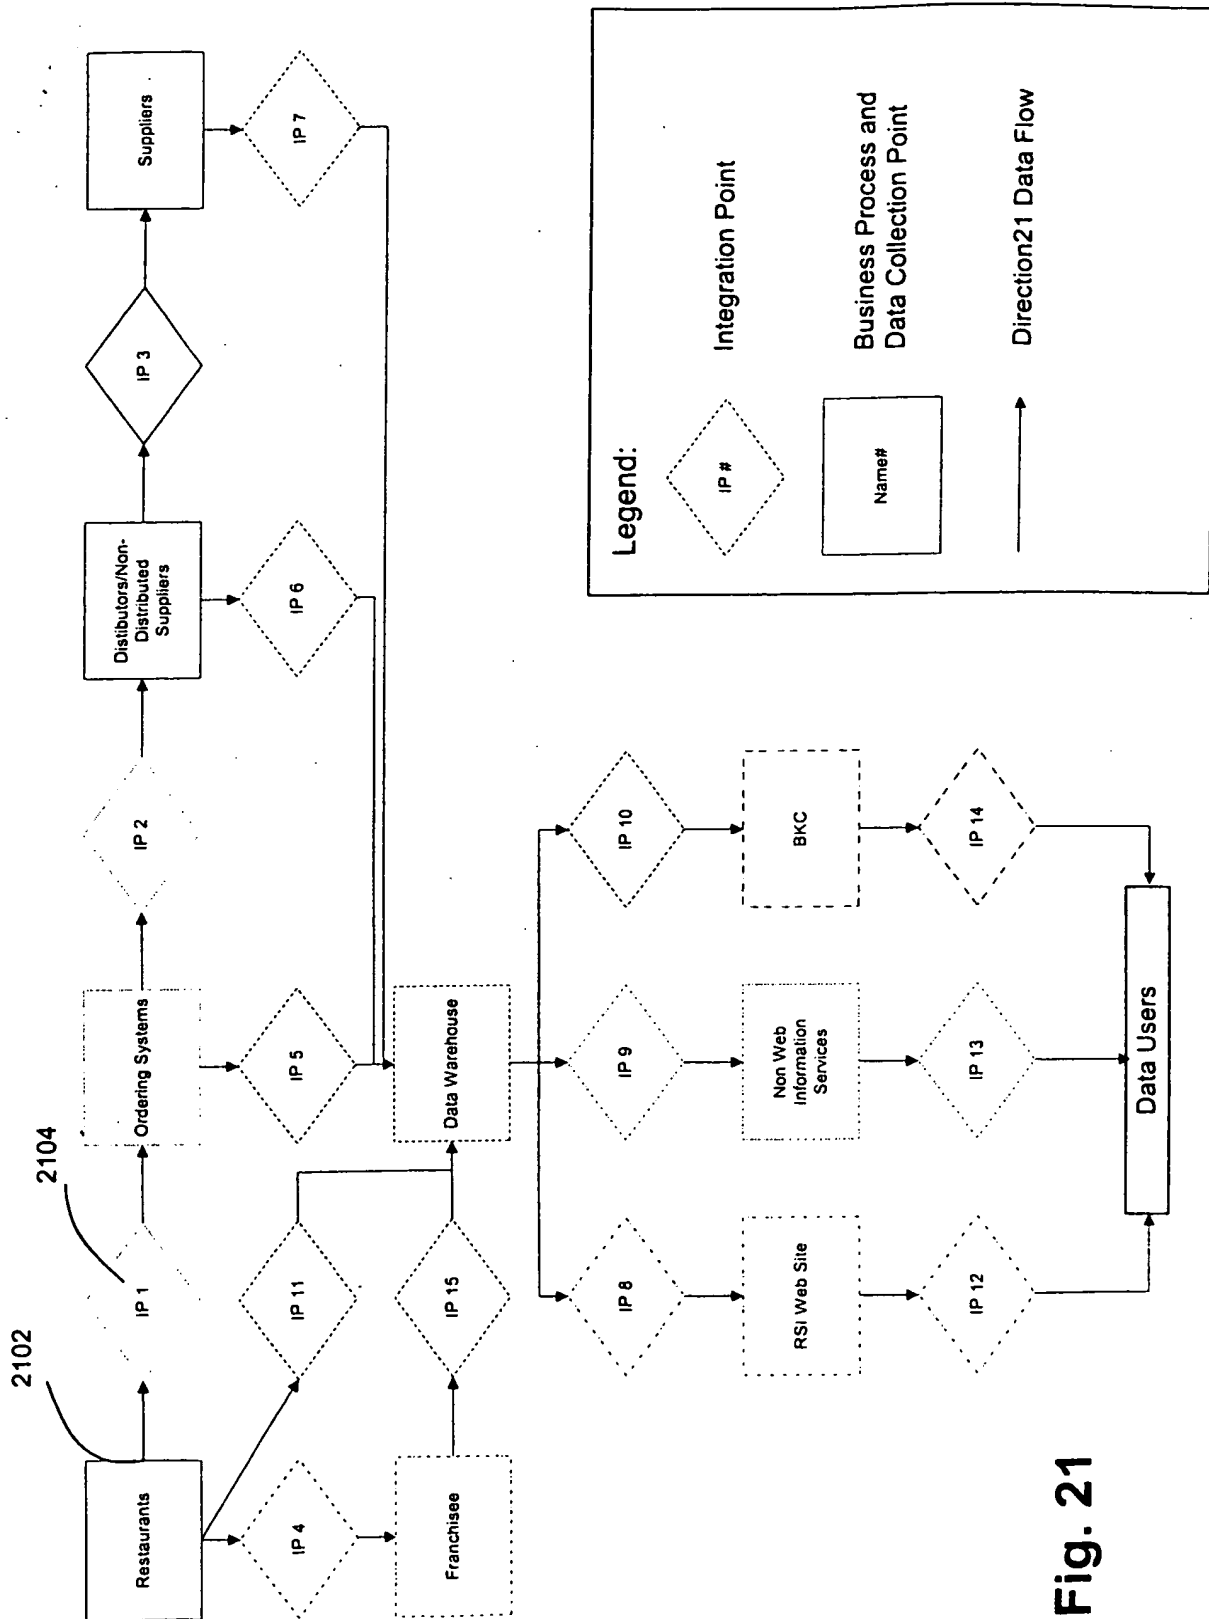 2102
2104
Restaurants
IP 1
Ordering Systems
IP 2
Distibutors/Non-
Distributed
Suppliers
IP 3
Suppliers
IP 4
IP 11
IP 5
IP 6
IP 7
Franchisee
IP 15
Data Warehouse
IP 8
IP 9
IP 10
RSI Web Site
Non Web
Information
Services
BKC
IP 12
IP 13
IP 14
Data Users
Legend:
IP #
Integration Point
Name#
Business Process and
Data Collection Point
Direction21 Data Flow
Fig. 21